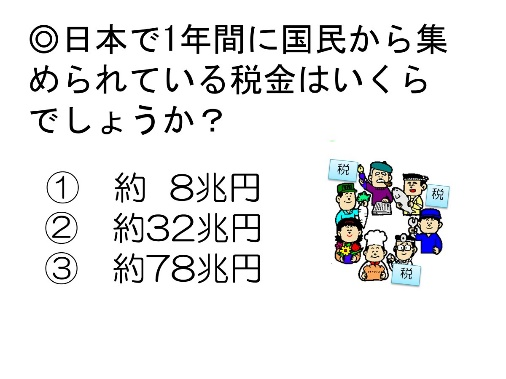 ◎日本で1年間に国民から集
められている税金はいくら
でしょうか？
①　約　8兆円
②　約32兆円
③　約78兆円
税
税
税